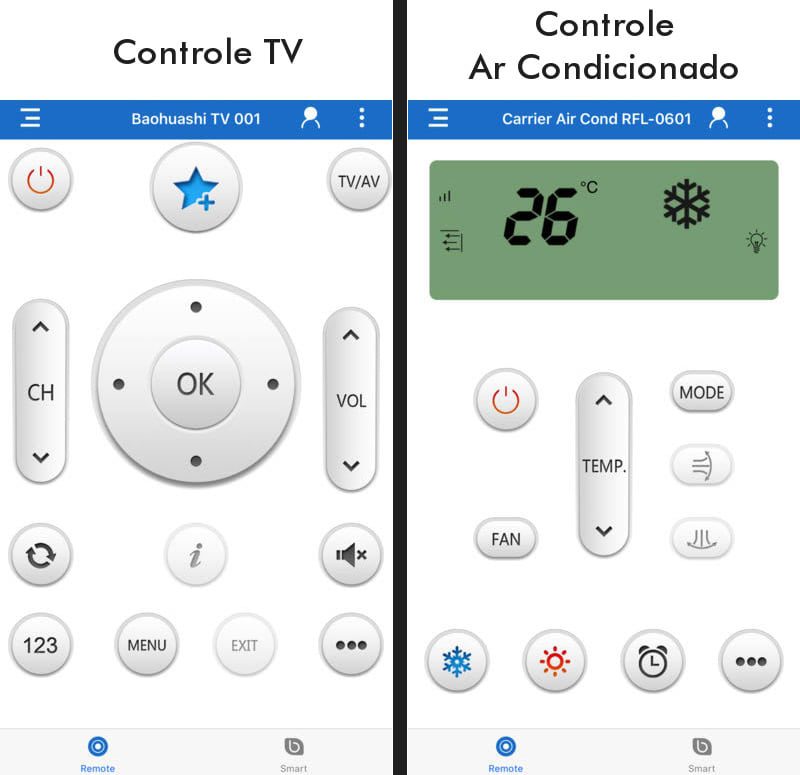 Controle TV
Baohuashi TV 001
TV/AV
CH
OK
VOL
i
123
MENU
EXIT
Remote
Smart
Controle
Ar Condicionado
Carrier Air Cond RFL-0601
26 °C
MODE
TEMP.
FAN
Remote
Smart